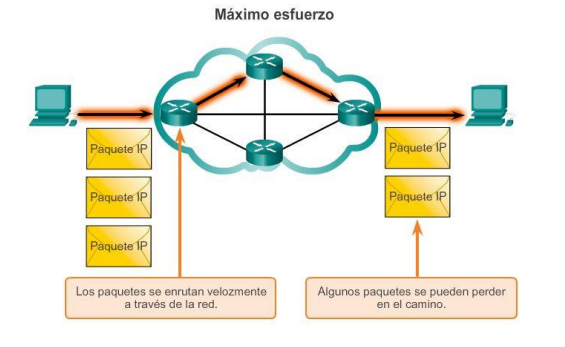 Máximo esfuerzo
Paquete IP
Paquete IP
Paquete IP
Paquete IP
Paquete IP
Los paquetes se enrutan velozmente
a través de la red.
Algunos paquetes se pueden perder
en el camino.